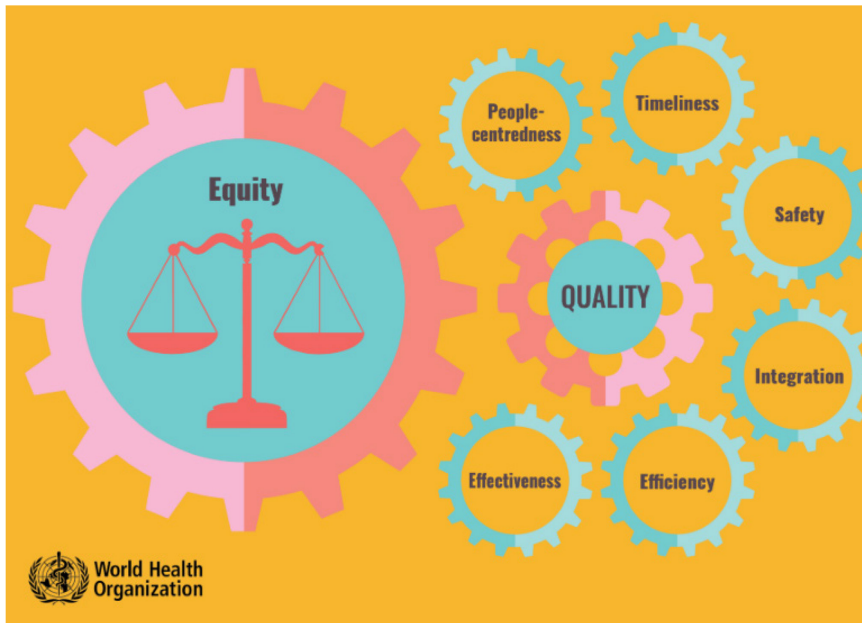 Equity
People-
centredness
Timeliness
Safety
QUALITY
Integration
Effectiveness
Efficiency
World Health
Organization